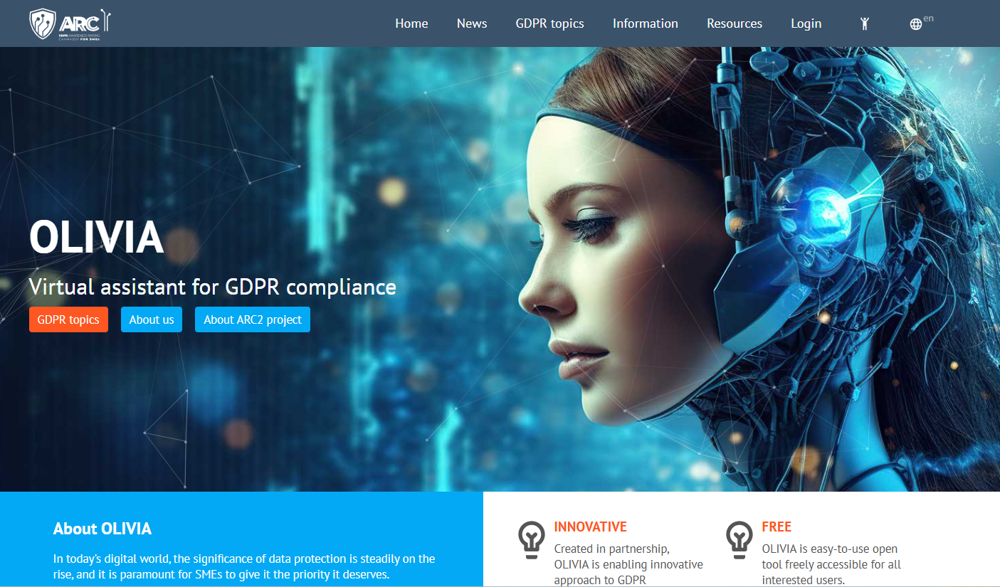 ARC
GDPR AWARENESS RAISING
CAMPAIGN FOR SMEs
Home
News
GDPR topics
Information
Resources
Login
en
OLIVIA
Virtual assistant for GDPR compliance
GDPR topics
About us
About ARC2 project
About OLIVIA
In today's digital world, the significance of data protection is steadily on the
rise, and it is paramount for SMEs to give it the priority it deserves.
INNOVATIVE
Created in partnership,
OLIVIA is enabling innovative
approach to GDPR
FREE
OLIVIA is easy-to-use open
tool freely accessible for all
interested users.